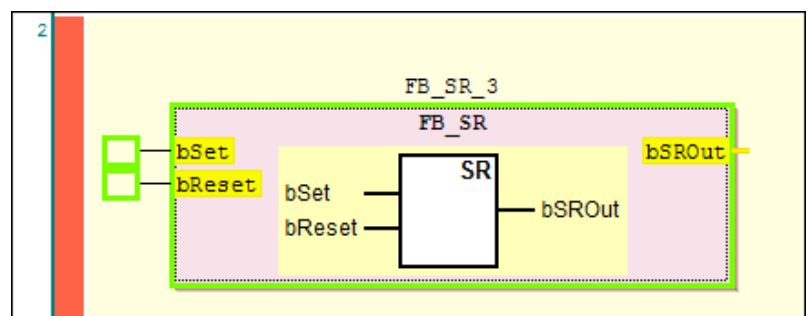 2
FB_SR_3
FB_SR
bSet
bReset
bSROut
SR
bSet
bReset
bSROut